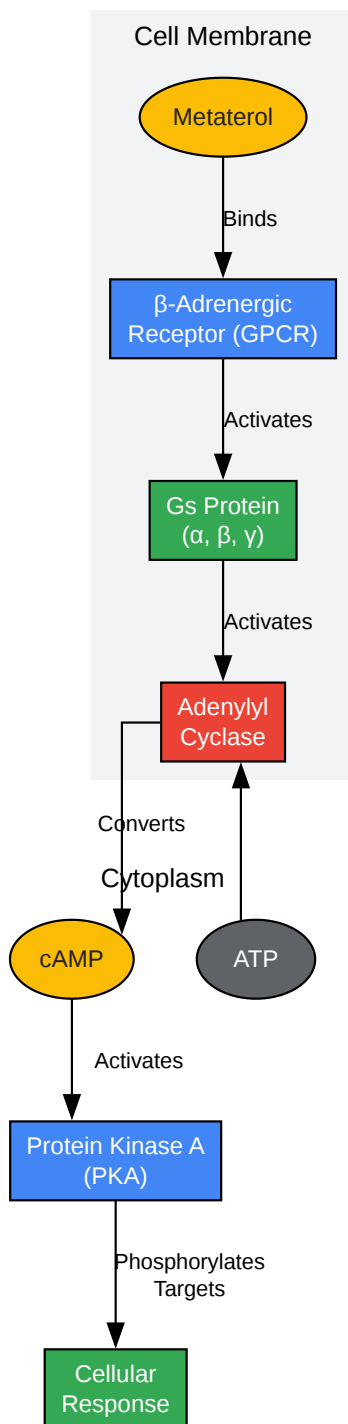 Cell Membrane
Metaterol
Binds
β-Adrenergic
Receptor (GPCR)
Activates
Gs Protein
(α, β, γ)
Activates
Adenylyl
Cyclase
Converts
Cytoplasm
cAMP
ATP
Activates
Protein Kinase A
(PKA)
Phosphorylates
Targets
Cellular
Response